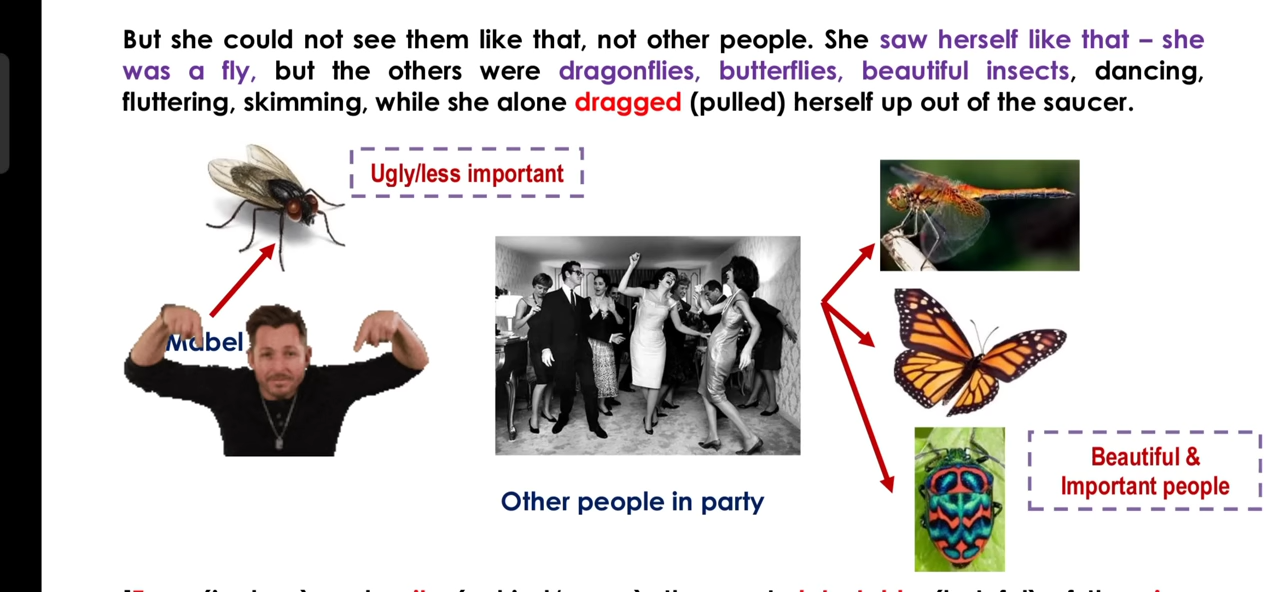 But she could not see them like that, not other people. She saw herself like that – she
was a fly, but the others were dragonflies, butterflies, beautiful insects, dancing,
fluttering, skimming, while she alone dragged (pulled) herself up out of the saucer.
Ugly/less important
Mabel
Other people in party
Beautiful &
Important people